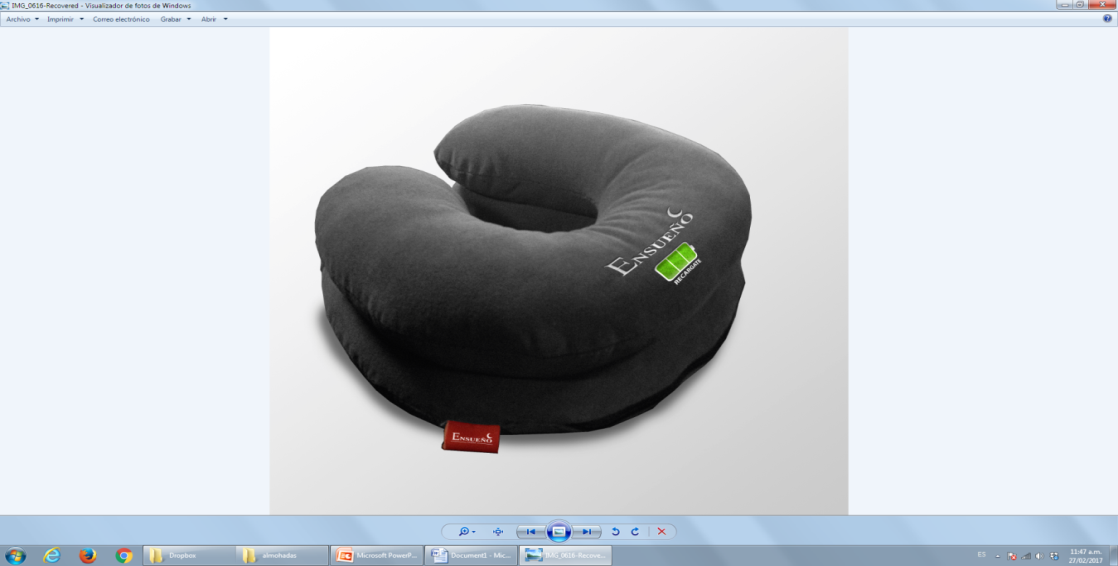 IMG_0616-Recovered - Visualizador de fotos de Windows
Archivo Imprimir Correo electrónico Grabar Abrir
ENSUEÑO
RECARGATE
ENSUEÑO
Dropbox almohadas Microsoft PowerP... Document1 - Mic... IMG_0616-Recove... ES 11:47 a.m.
27/02/2017